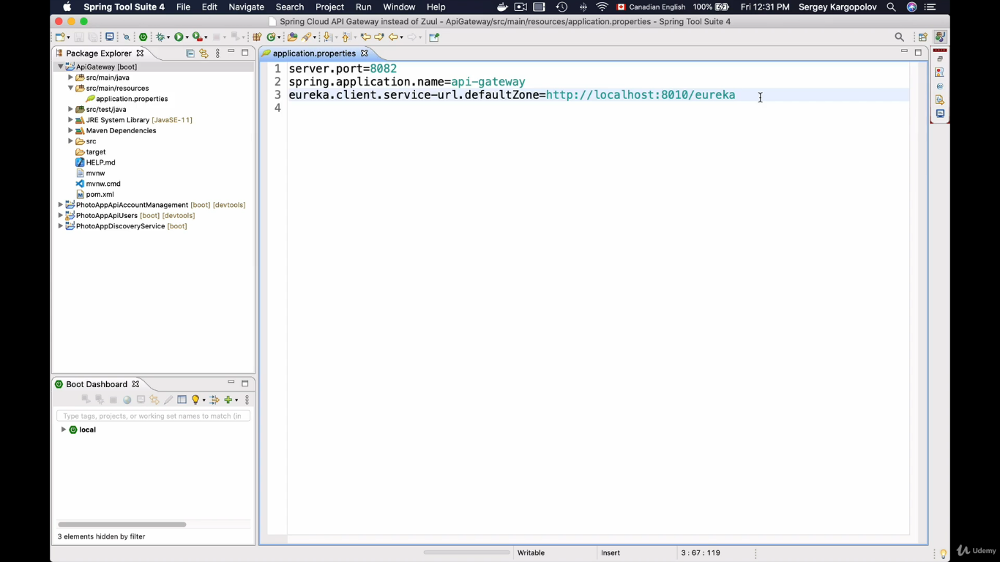 Spring Tool Suite 4 File Edit Navigate Search Project Run Window Help Canadian English 100% Fri 12:31 PM Sergey Kargopolov
Spring Cloud API Gateway instead of Zuul - ApiGateway/src/main/resources/application.properties - Spring Tool Suite 4
Package Explorer
ApiGateway [boot]
src/main/java
src/main/resources
application.properties
src/test/java
JRE System Library [JavaSE-11]
Maven Dependencies
src
target
HELP.md
mvnw
mvnw.cmd
pom.xml
PhotoAppApiAccountManagement [boot] [devtools]
PhotoAppApiUsers [boot] [devtools]
PhotoAppDiscoveryService [boot]
Boot Dashboard
Type tags, projects, or working set names to match (in
local
3 elements hidden by filter
application.properties
1 server.port=8082
2 spring.application.name=api-gateway
3 eureka.client.service-url.defaultZone=http://localhost:8010/eureka
4
Writable Insert 3 : 67 : 119
Udemy